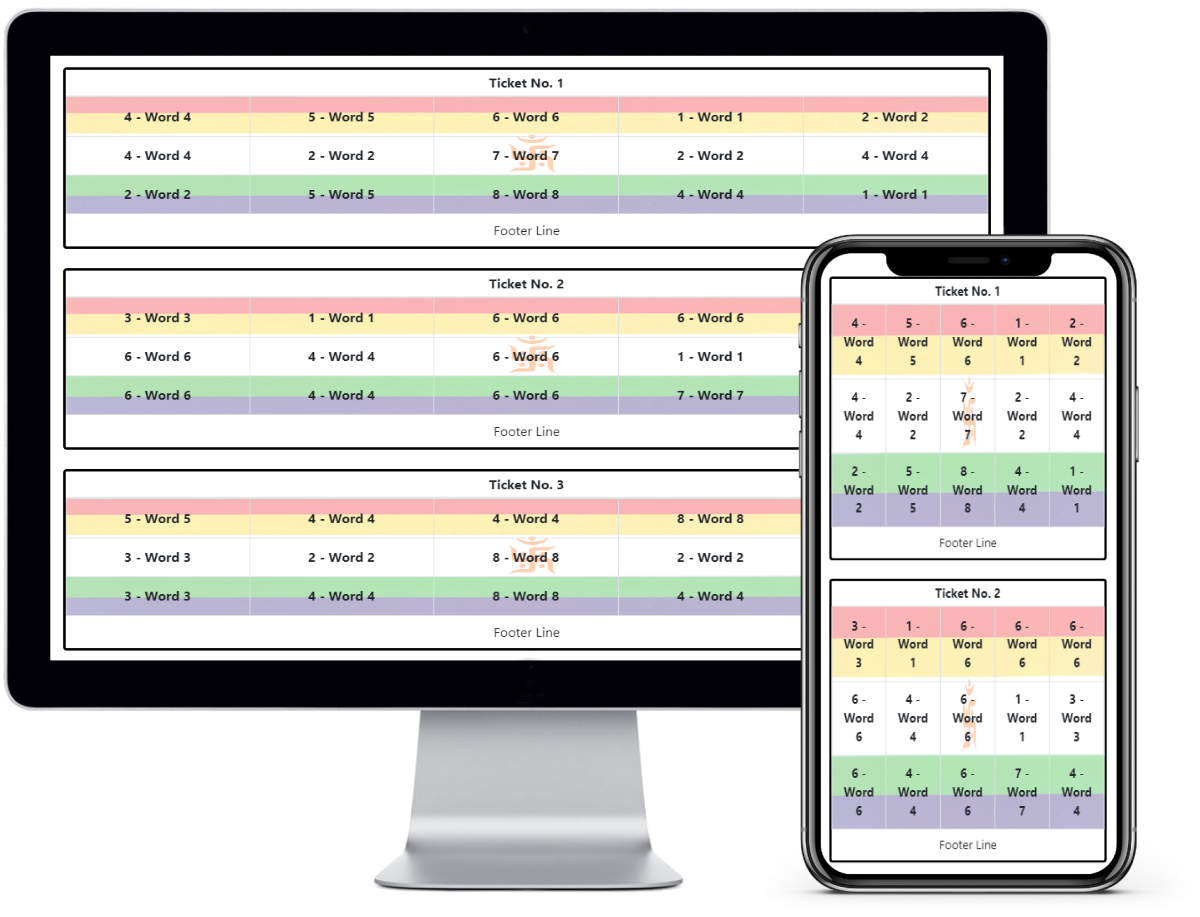 Ticket No. 1
4 - Word 4 5 - Word 5 6 - Word 6 1 - Word 1 2 - Word 2
4 - Word 4 2 - Word 2 7 - Word 7 2 - Word 2 4 - Word 4
2 - Word 2 5 - Word 5 8 - Word 8 4 - Word 4 1 - Word 1
Footer Line
Ticket No. 2
3 - Word 3 1 - Word 1 6 - Word 6 6 - Word 6
6 - Word 6 4 - Word 4 6 - Word 6 1 - Word 1
6 - Word 6 4 - Word 4 6 - Word 6 7 - Word 7
Footer Line
Ticket No. 3
5 - Word 5 4 - Word 4 4 - Word 4 8 - Word 8
3 - Word 3 2 - Word 2 8 - Word 8 2 - Word 2
3 - Word 3 4 - Word 4 8 - Word 8 4 - Word 4
Footer Line
Ticket No. 1
4 - 5 - 6 - 1 - 2 -
Word Word Word Word Word
4 5 6 1 2
4 - 2 - 7 - 2 - 4 -
Word Word Word Word Word
4 2 7 2 4
2 - 5 - 8 - 4 - 1 -
Word Word Word Word Word
2 5 8 4 1
Footer Line
Ticket No. 2
3 - 1 - 6 - 6 - 6 -
Word Word Word Word Word
3 1 6 6 6
6 - 4 - 6 - 1 - 3 -
Word Word Word Word Word
6 4 6 1 3
6 - 4 - 6 - 7 - 4 -
Word Word Word Word Word
6 4 6 7 4
Footer Line